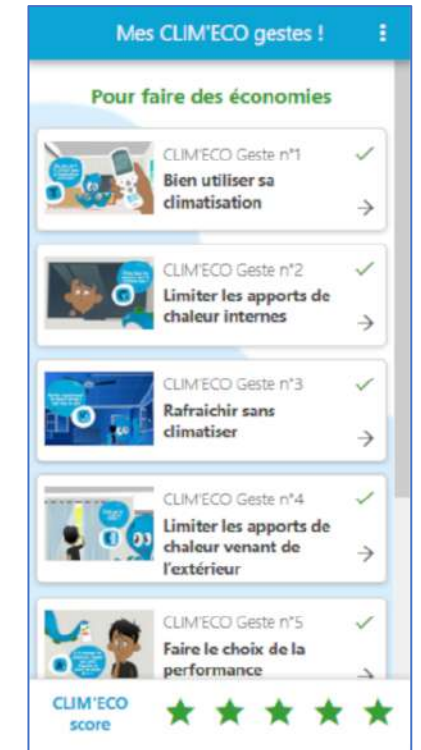 Mes CLIM'ECO gestes !
Pour faire des économies
CLIM'ECO Geste n°1
Bien utiliser sa
climatisation
CLIM'ECO Geste n°2
Limiter les apports de
chaleur internes
CLIM'ECO Geste n°3
Rafraichir sans
climatiser
CLIM'ECO Geste n°4
Limiter les apports de
chaleur venant de
l'extérieur
CLIM'ECO Geste n°5
Faire le choix de la
performance
CLIM'ECO
score